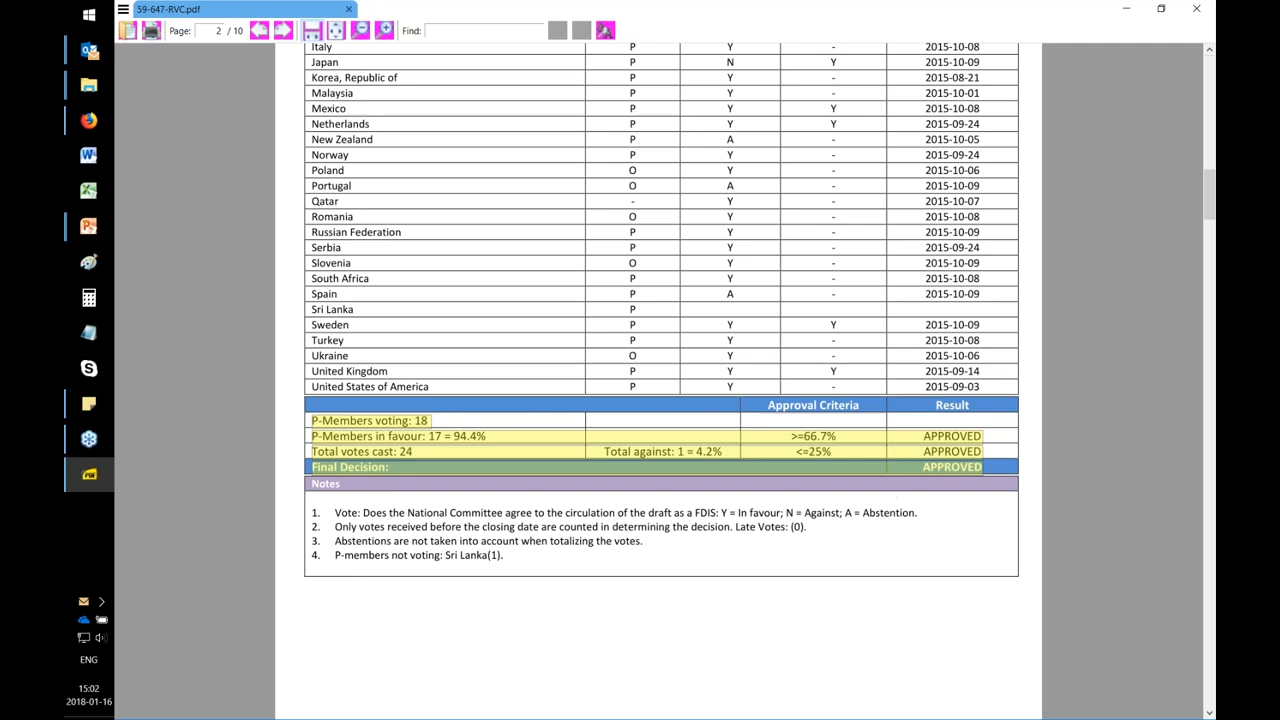 59-647-RVC.pdf
Page: 2 / 10 Find:
Italy P Y - 2015-10-08
Japan P N Y 2015-10-09
Korea, Republic of P Y - 2015-08-21
Malaysia P Y - 2015-10-01
Mexico P Y Y 2015-10-08
Netherlands P Y Y 2015-09-24
New Zealand P A - 2015-10-05
Norway P Y - 2015-09-24
Poland O Y - 2015-10-06
Portugal O A - 2015-10-09
Qatar - Y - 2015-10-07
Romania O Y - 2015-10-08
Russian Federation P Y - 2015-10-09
Serbia P Y - 2015-09-24
Slovenia O Y - 2015-10-09
South Africa P Y - 2015-10-08
Spain P A - 2015-10-09
Sri Lanka P
Sweden P Y Y 2015-10-09
Turkey P Y - 2015-10-08
Ukraine O Y - 2015-10-06
United Kingdom P Y Y 2015-09-14
United States of America P Y - 2015-09-03
Approval Criteria Result
P-Members voting: 18
P-Members in favour: 17 = 94.4% >=66.7% APPROVED
Total votes cast: 24 Total against: 1 = 4.2% <=25% APPROVED
Final Decision: APPROVED
Notes
1. Vote: Does the National Committee agree to the circulation of the draft as a FDIS: Y = In favour; N = Against; A = Abstention.
2. Only votes received before the closing date are counted in determining the decision. Late Votes: (0).
3. Abstentions are not taken into account when totalizing the votes.
4. P-members not voting: Sri Lanka(1).
ENG
15:02
2018-01-16